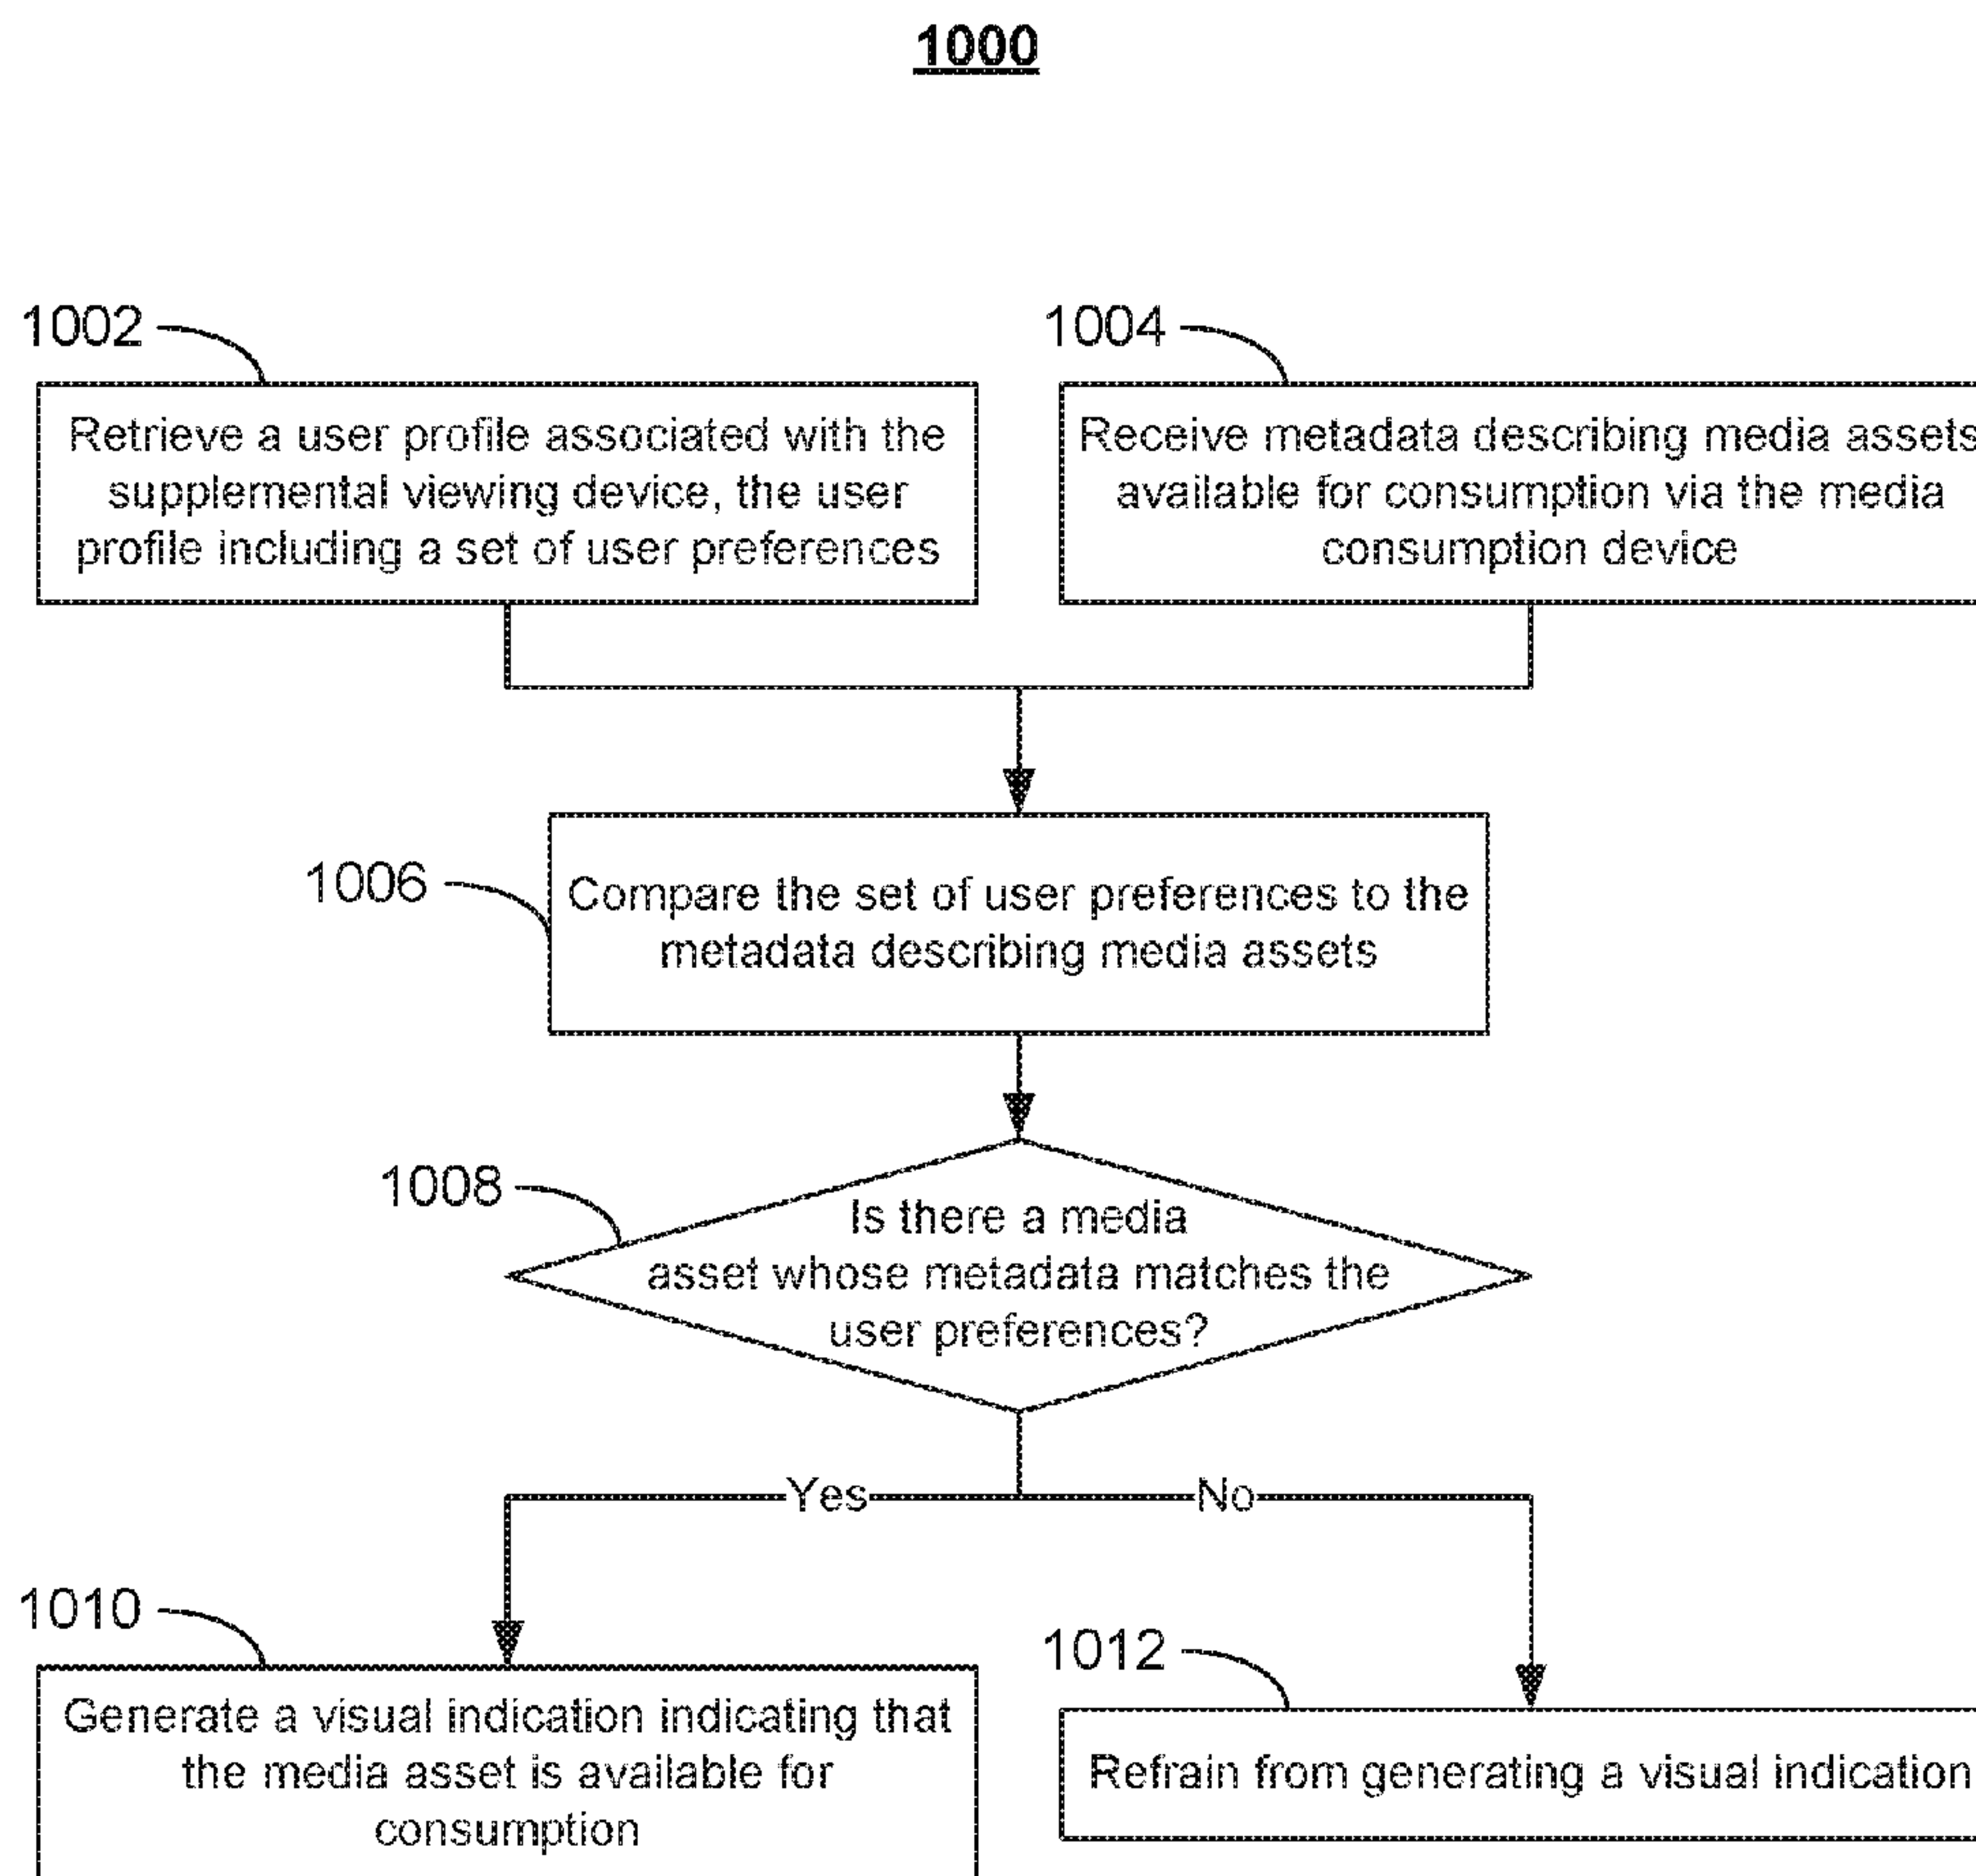 1000
1002
Retrieve a user profile associated with the
supplemental viewing device, the user
profile including a set of user preferences
1004
Receive metadata describing media assets
available for consumption via the media
consumption device
1006
Compare the set of user preferences to the
metadata describing media assets
1008
Is there a media
asset whose metadata matches the
user preferences?
Yes
No
1010
Generate a visual indication indicating that
the media asset is available for
consumption
1012
Refrain from generating a visual indication